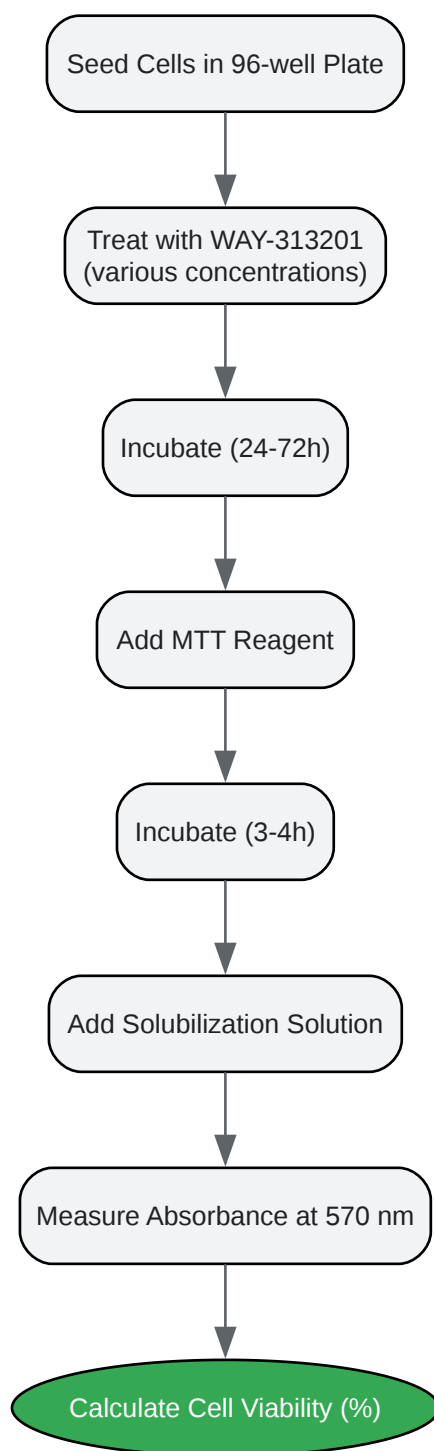 Seed Cells in 96-well Plate
Treat with WAY-313201
(various concentrations)
Incubate (24-72h)
Add MTT Reagent
Incubate (3-4h)
Add Solubilization Solution
Measure Absorbance at 570 nm
Calculate Cell Viability (%)